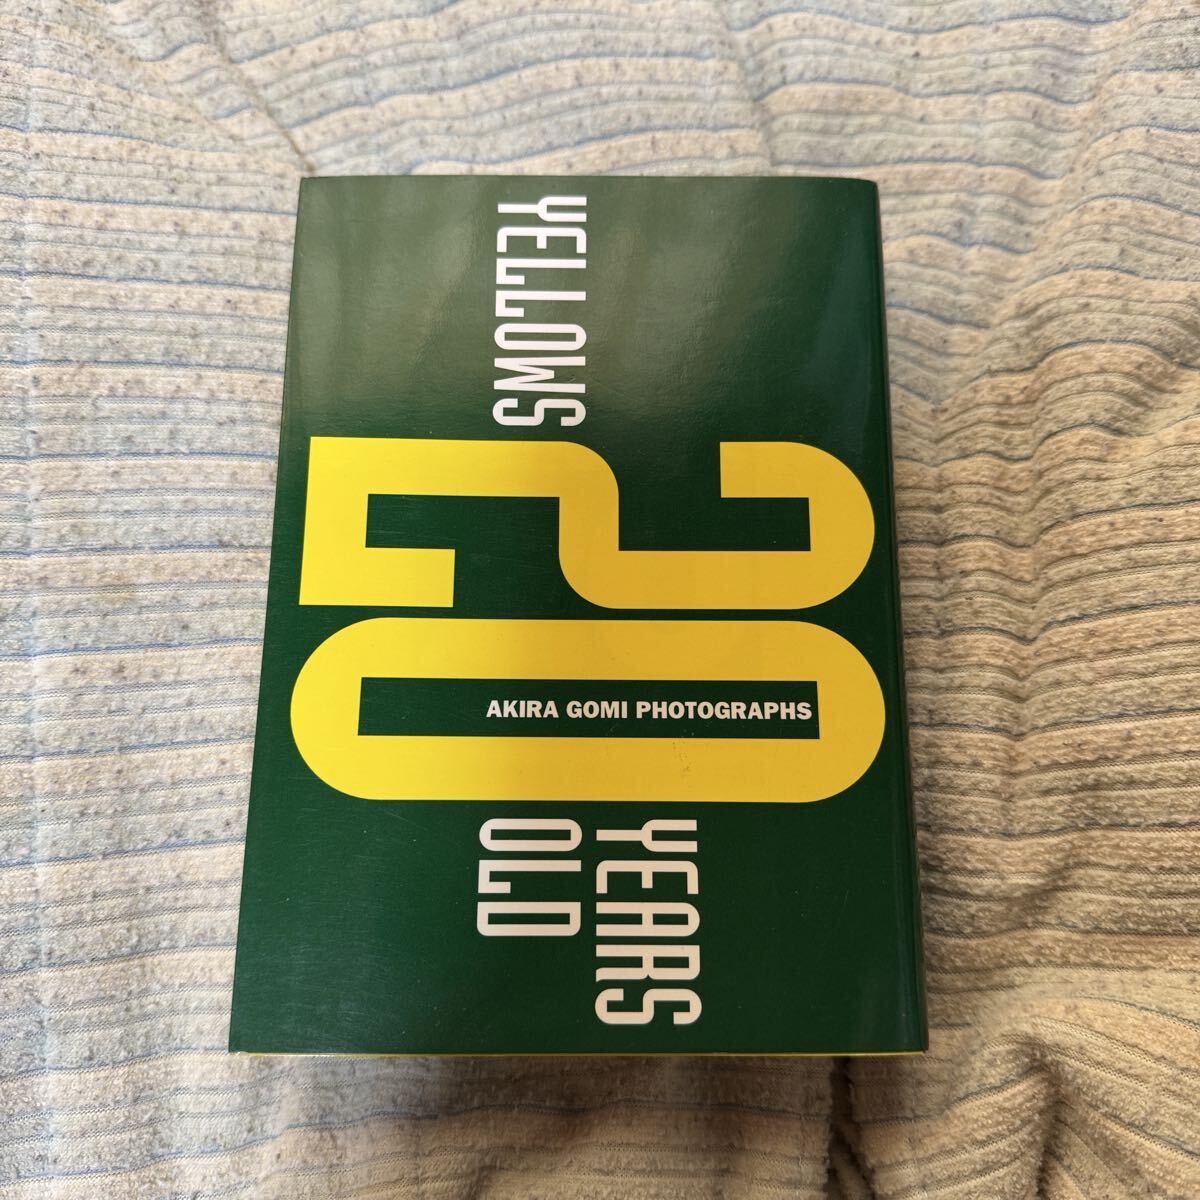 YELLOWS
20
AKIRA GOMI PHOTOGRAPHS
YEARS
OLD